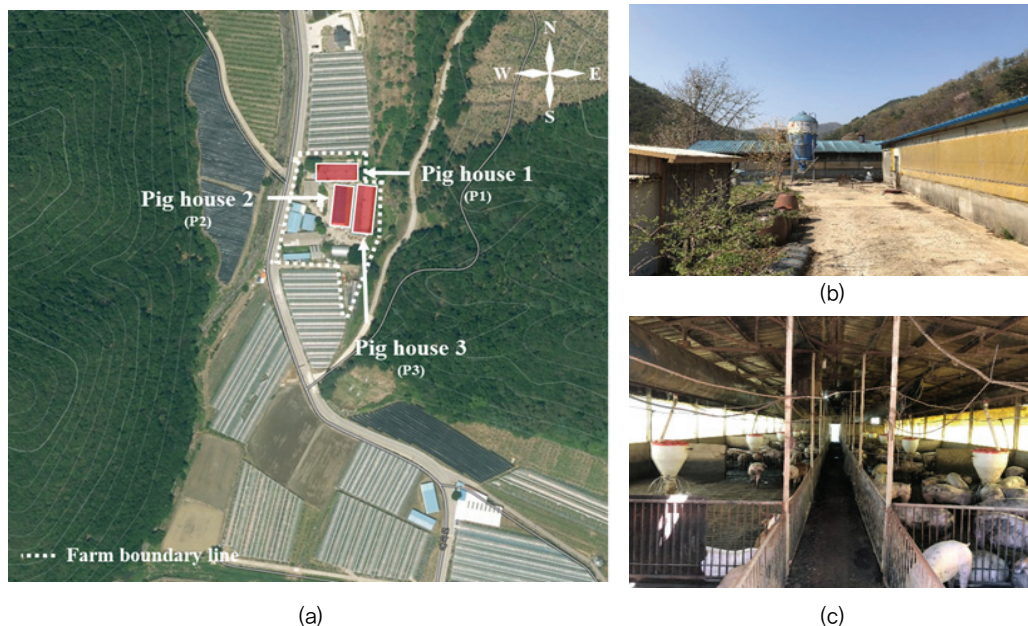 N
W E
S
Pig house 1
(P1)
Pig house 2
(P2)
Pig house 3
(P3)
Farm boundary line
(a)
(b)
(c)